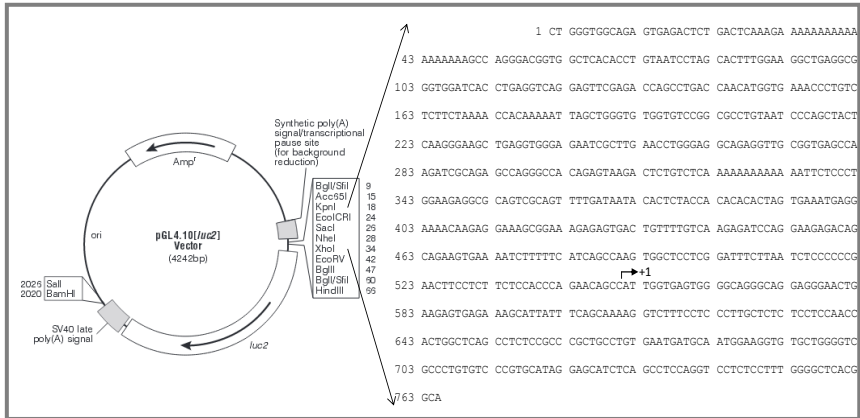 Synthetic poly(A)
signal/transcriptional
pause site
(for background
reduction)
Ampr
BglI/SfiI 9
Acc65I 15
KpnI 18
EcoICRI 24
SacI 26
NheI 28
XhoI 34
EcoRV 42
BglII 47
BglI/SfiI 60
HindIII 66
ori
pGL4.10[luc2]
Vector
(4242bp)
2026 SalI
2020 BamHI
SV40 late
poly(A) signal
luc2
1 CT GGGTGGCAGA GTGAGACTCT GACTCAAAGA AAAAAAAAAA
43 AAAAAAAGCC AGGGACGGTG GCTCACACCT GTAATCCTAG CACTTTGGAA GGCTGAGGCG
103 GGTGGATCAC CTGAGGTCAG GAGTTCGAGA CCAGCCTGAC CAACATGGTG AAACCCTGTC
163 TCTTCTAAAA CCACAAAAAT TAGCTGGGTG TGGTGTCCGG CGCCTGTAAT CCCAGCTACT
223 CAAGGGAAGC TGAGGTGGGA GAATCGCTTG AACCTGGGAG GCAGAGGTTG CGGTGAGCCA
283 AGATCGCAGA GCCAGGGCCA CAGAGTAAGA CTCTGTCTCA AAAAAAAAAA AATTCTCCCT
343 GGAAGAGGCG CAGTCGCAGT TTTGATAATA CACTCTACCA CACACACTAG TGAAATGAGG
403 AAAACAAGAG GAAAGCGGAA AGAGAGTGAC TGTTTTGTCA AGAGATCCAG GAAGAGACAG
463 CAGAAGTGAA AATCTTTTTC ATCAGCCAAG TGGCTCCTCG GATTTCTTAA TCTCCCCCCG
+1
523 AACTTCCTCT TCTCCACCCA GAACAGCCAT TGGTGAGTGG GCAGGGCAGG GAGGGAACTG
583 AAGAGTGAGA AAGCATTATT TCAGCAAAAG GTCTTTCCTC CCTTGCTCTC TCCTCCAACC
643 ACTGGCTCAG CCTCTCCGCC CGCTGCCTGT GAATGATGCA ATGGAAGGTG TGCTGGGGTC
703 GCCCTGTGTC CCGTGCATAG GAGCATCTCA GCCTCCAGGT CCTCTCCTTT GGGGCTCACG
763 GCA